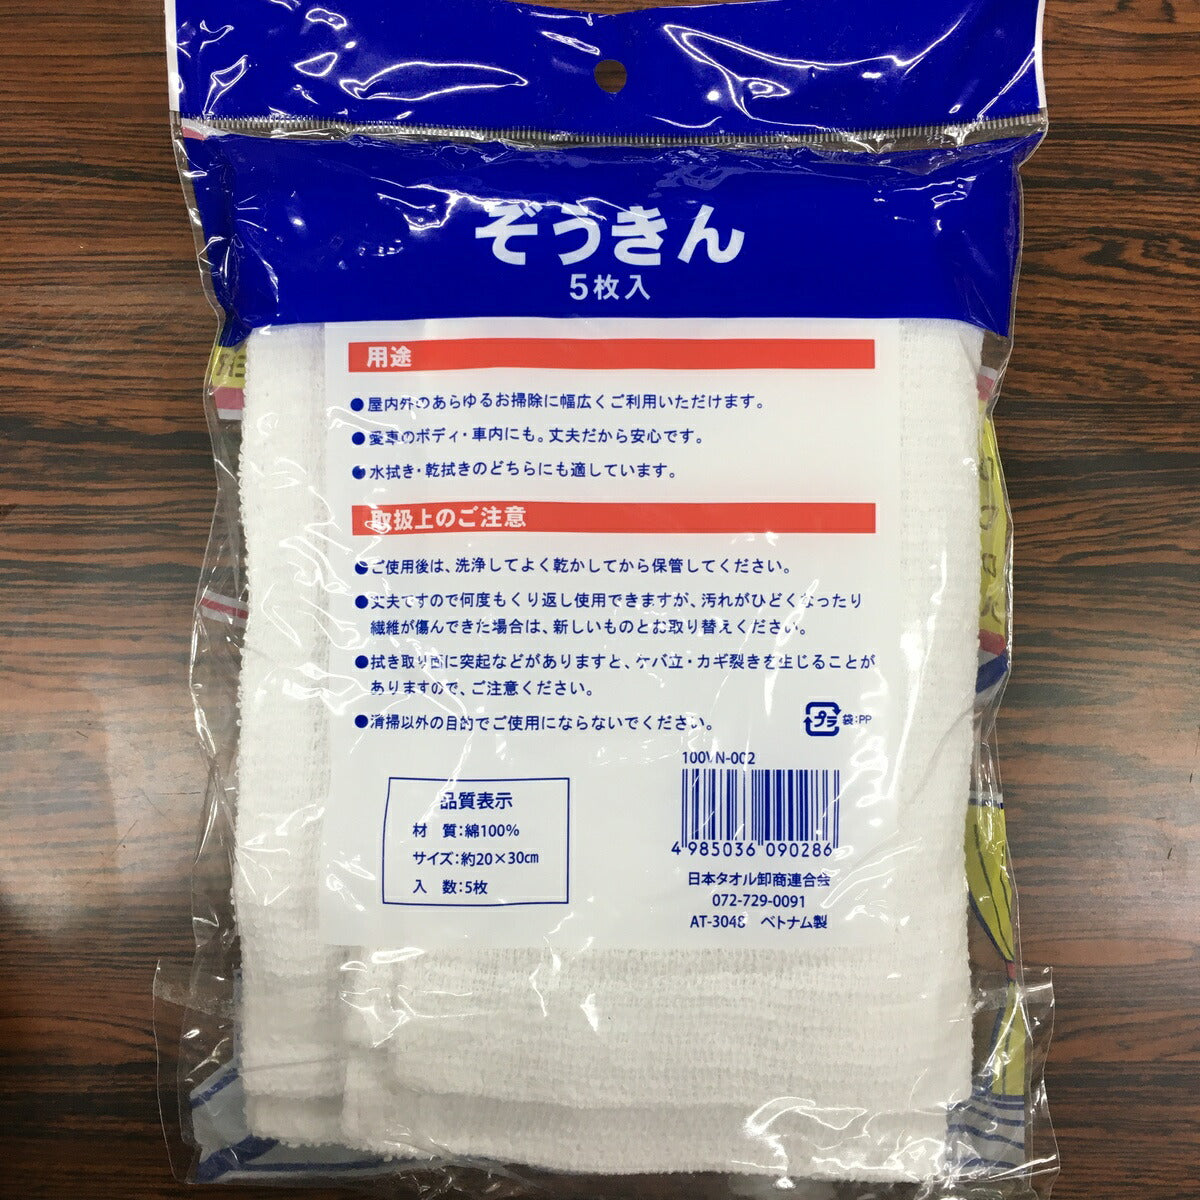 ぞうきん
5枚入
用途
●屋内外のあらゆるお掃除に幅広くご利用いただけます。
●愛車のボディ・車内にも。丈夫だから安心です。
●水拭き・乾拭きのどちらにも適しています。
取扱上のご注意
●ご使用後は、洗浄してよく乾かしてから保管してください。
●丈夫ですので何度もくり返し使用できますが、汚れがひどくなったり
繊維が傷んできた場合は、新しいものとお取り替えください。
●拭き取り面に突起などがありますと、ケバ立・カギ裂きを生じることが
ありますので、ご注意ください。
●清掃以外の目的でご使用にならないでください。
プラ 袋:PP
品質表示
材 質:綿100%
サイズ:約20×30㎝
入 数:5枚
100VN-002
4 985036 090286
日本タオル卸商連合会
072-729-0091
AT-3048 ベトナム製